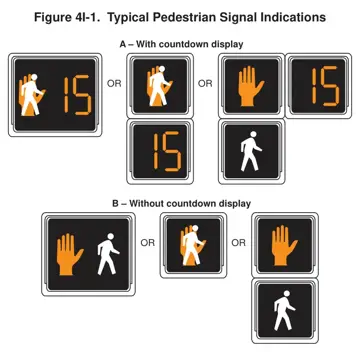 Figure 4I-1.  Typical Pedestrian Signal Indications
A – With countdown display
15 OR OR 15
15
B – Without countdown display
OR OR